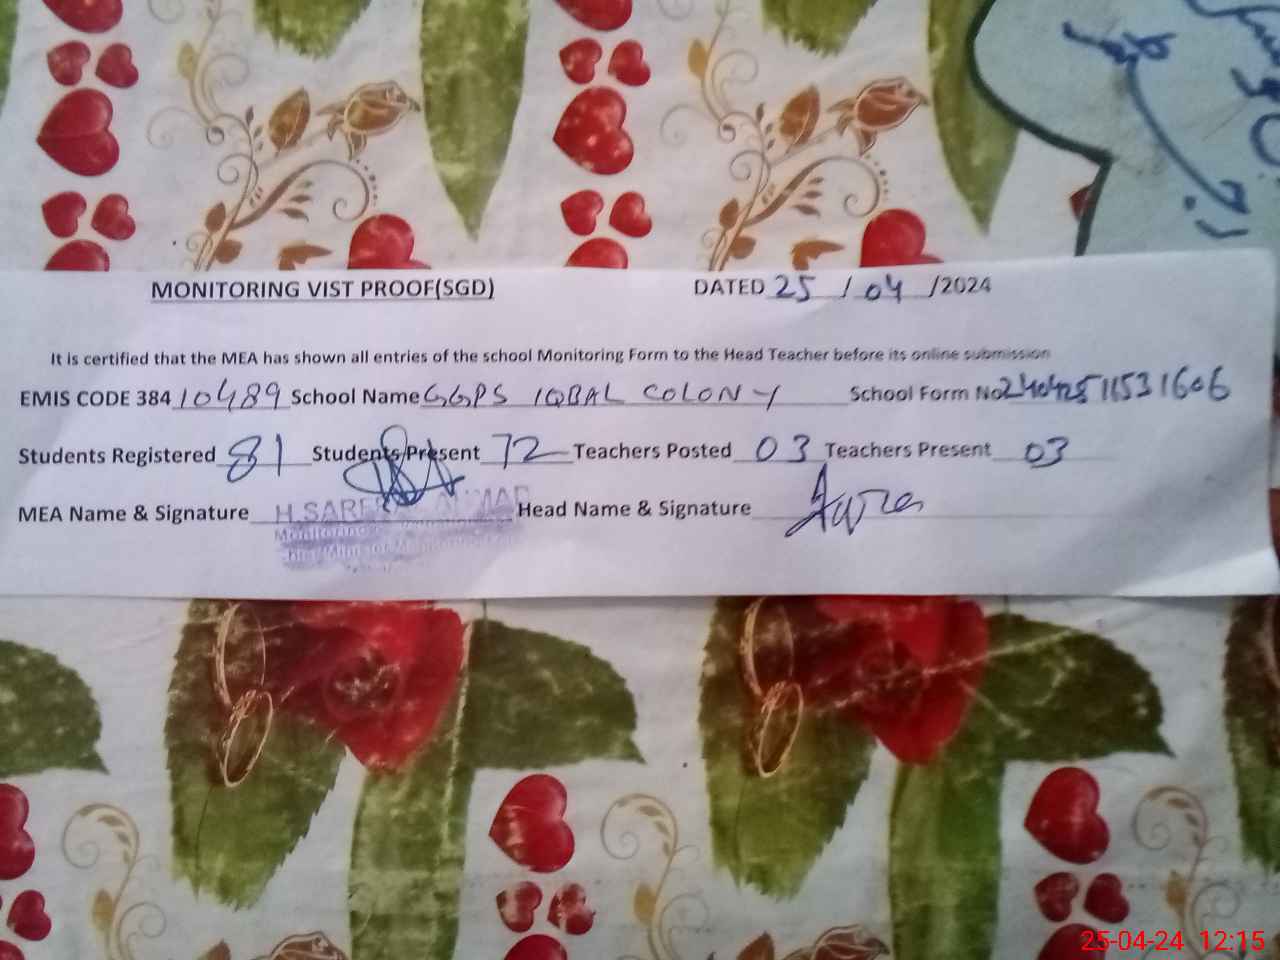 MONITORING VIST PROOF(SGD) DATED 25/04/2024
It is certified that the MEA has shown all entries of the school Monitoring Form to the Head Teacher before its online submission
EMIS CODE 384 10489 School Name GGPS IQBAL COLONY School Form No 24042511531606
Students Registered 81 Students Present 72 Teachers Posted 03 Teachers Present 03
MEA Name & Signature H.SARE Head Name & Signature
Monitoring
25-04-24 12:15